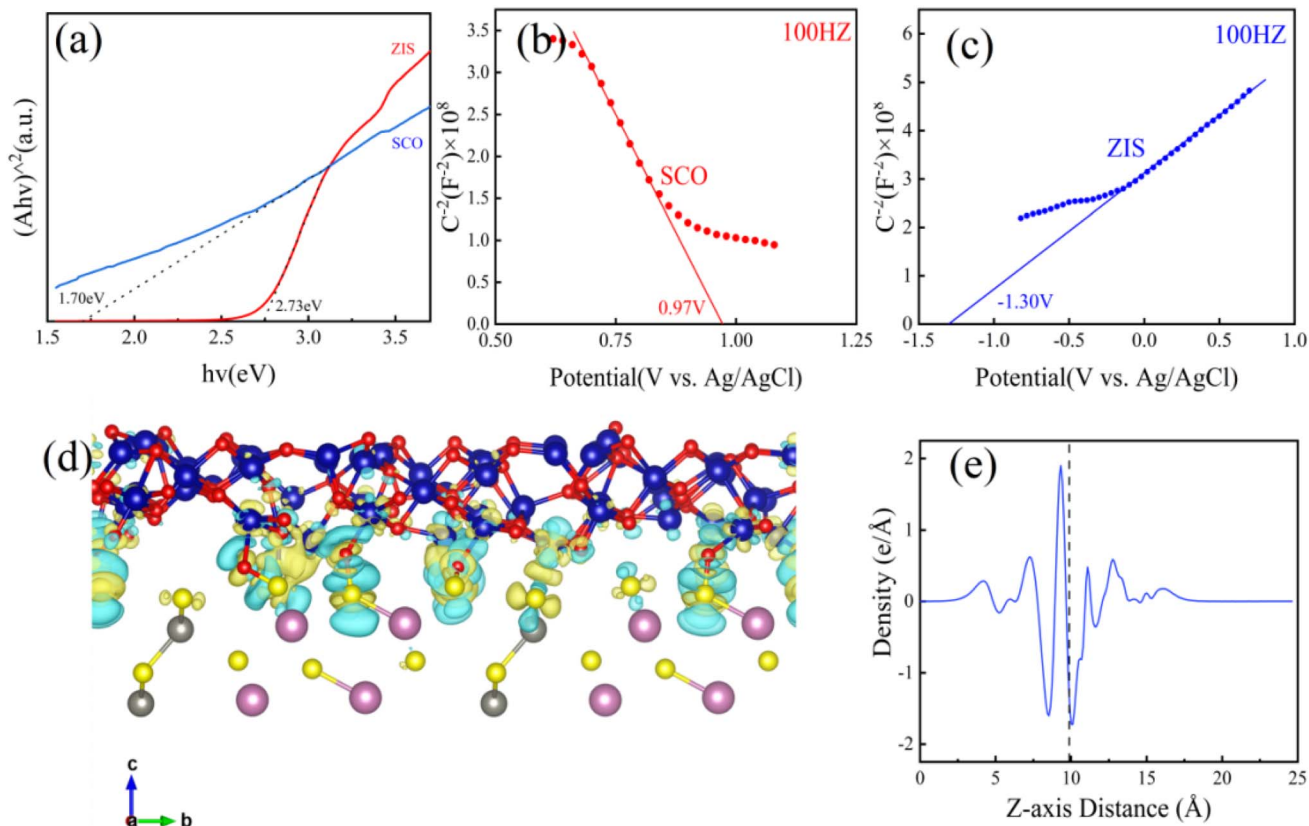 (a)
ZIS
SCO
1.70eV
2.73eV
(Ahv)^2(a.u.)
1.5
2.0
2.5
3.0
3.5
hv(eV)
(b)
100HZ
SCO
0.97V
C⁻²(F⁻²)×10⁸
3.5
3.0
2.5
2.0
1.5
1.0
0.5
0.0
0.50
0.75
1.00
1.25
Potential(V vs. Ag/AgCl)
(c)
100HZ
ZIS
-1.30V
C⁻²(F⁻²)×10⁸
6
5
4
3
2
1
0
-1.5
-1.0
-0.5
0.0
0.5
1.0
Potential(V vs. Ag/AgCl)
(d)
c
a
b
(e)
Density (e/Å)
2
1
0
-1
-2
0
5
10
15
20
25
Z-axis Distance (Å)